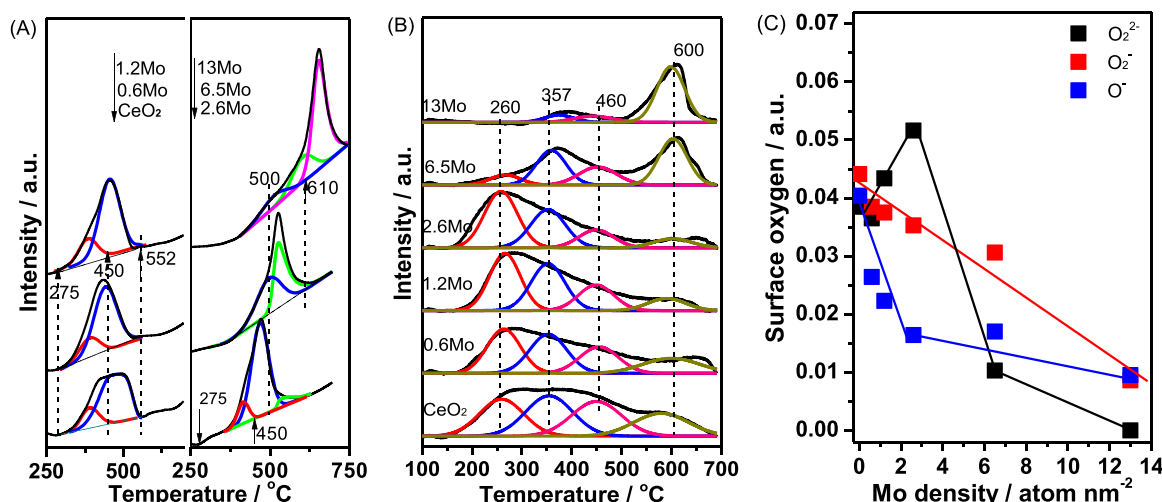 (A)
1.2Mo
0.6Mo
CeO₂
13Mo
6.5Mo
2.6Mo
275
450
552
500
610
275
450
250 500 250 500 750
Temperature / °C
Intensity / a.u.
(B)
600
260 357 460
13Mo
6.5Mo
2.6Mo
1.2Mo
0.6Mo
CeO₂
100 200 300 400 500 600 700
Temperature / °C
Intensity / a.u.
(C)
O₂²⁻
O₂⁻
O⁻
0.07
0.06
0.05
0.04
0.03
0.02
0.01
0.00
0 2 4 6 8 10 12 14
Mo density / atom nm⁻²
Surface oxygen / a.u.